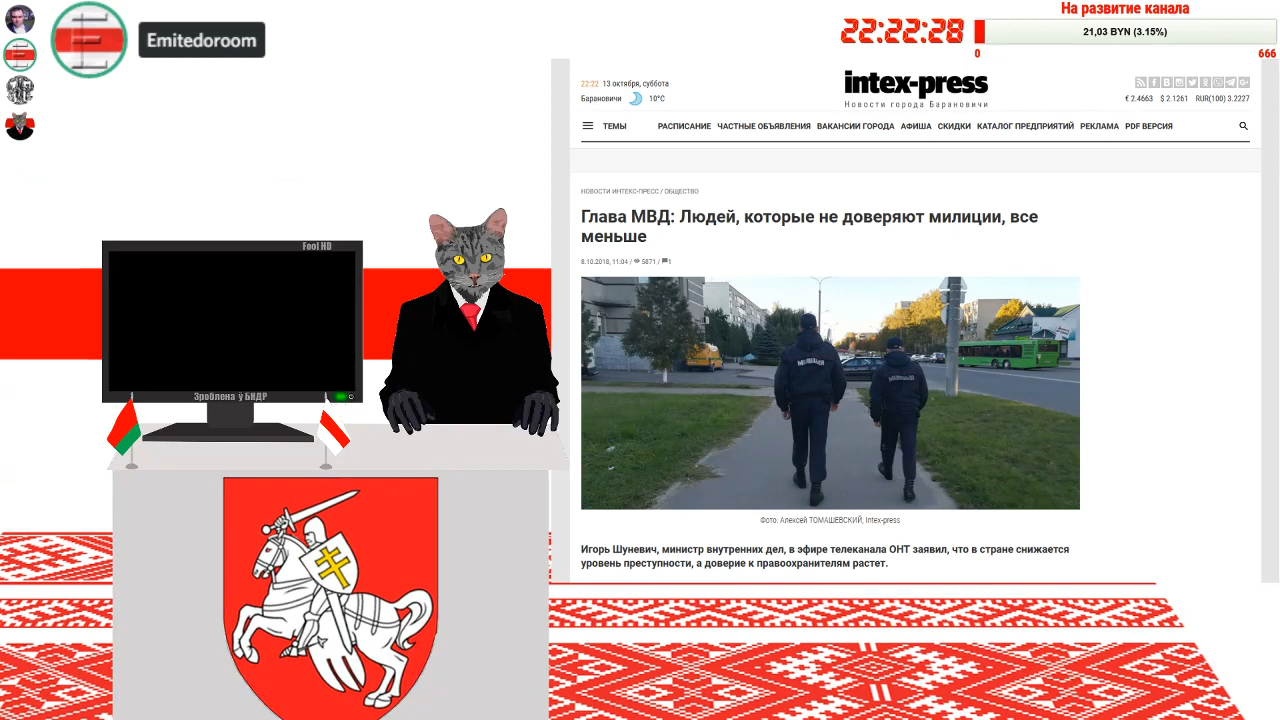 На развитие канала
Emitedoroom
22:22:28
21,03 BYN (3.15%)
0
666
22:22 13 октября, суббота
Барановичи 10°C
intex-press
Новости города Барановичи
€ 2.4663 $ 2.1261 RUR(100) 3.2227
ТЕМЫ РАСПИСАНИЕ ЧАСТНЫЕ ОБЪЯВЛЕНИЯ ВАКАНСИИ ГОРОДА АФИША СКИДКИ КАТАЛОГ ПРЕДПРИЯТИЙ РЕКЛАМА PDF ВЕРСИЯ
НОВОСТИ ИНТЕКС-ПРЕСС / ОБЩЕСТВО
Глава МВД: Людей, которые не доверяют милиции, все
меньше
8.10.2018, 11:04 / 5871 / 1
Fool HD
Зроблена ў БНДР
Фото: Алексей ТОМАШЕВСКИЙ, Intex-press
Игорь Шуневич, министр внутренних дел, в эфире телеканала ОНТ заявил, что в стране снижается
уровень преступности, а доверие к правоохранителям растет.